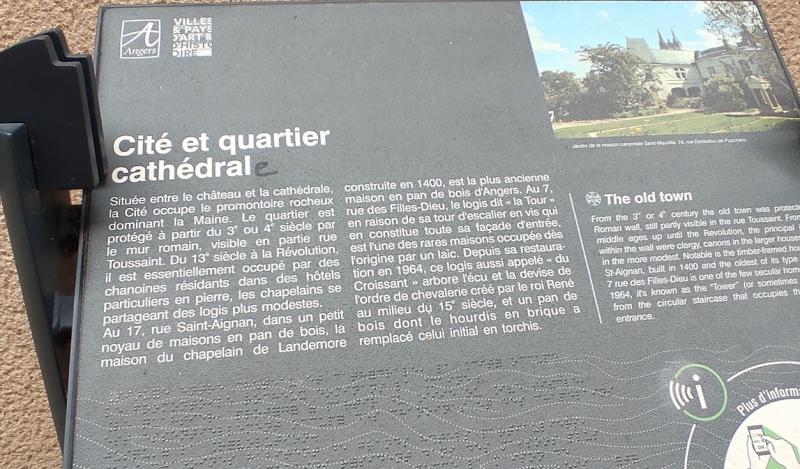 Angers
VILLES
& PAYS
D'ART &
D'HISTO
IRE
Jardin de la maison canoniale Saint-Maurille, 19, rue Donadieu-de-Puycharic.
Cité et quartier
cathédrale
Située entre le château et la cathédrale,
la Cité occupe le promontoire rocheux
dominant la Maine. Le quartier est
protégé à partir du 3e ou 4e siècle par
le mur romain, visible en partie rue
Toussaint. Du 13e siècle à la Révolution,
il est essentiellement occupé par des
chanoines résidants dans des hôtels
particuliers en pierre, les chapelains se
partageant des logis plus modestes.
Au 17, rue Saint-Aignan, dans un petit
noyau de maisons en pan de bois, la
maison du chapelain de Landemore
construite en 1400, est la plus ancienne
maison en pan de bois d'Angers. Au 7,
rue des Filles-Dieu, le logis dit « la Tour »
en raison de sa tour d'escalier en vis qui
en constitue toute sa façade d'entrée,
est l'une des rares maisons occupée dès
l'origine par un laïc. Depuis sa restaura-
tion en 1964, ce logis aussi appelé « du
Croissant » arbore l'écu et la devise de
l'ordre de chevalerie créé par le roi René
au milieu du 15e siècle, et un pan de
bois dont le hourdis en brique a
remplacé celui initial en torchis.
The old town
From the 3" or 4" century the old town was protecte
Roman wall, still partly visible in the rue Toussaint. From
middle ages up until the Revolution, the principal
within the wall were clergy, canons in the larger houses
in the more modest. Notable is the timber-framed hou
St-Aignan, built in 1400 and the oldest of its type
7 rue des Filles-Dieu is one of the few secular home
1964, it's known as the "Tower" (or sometimes
from the circular staircase that occupies th
entrance.
i
Plus d'informa